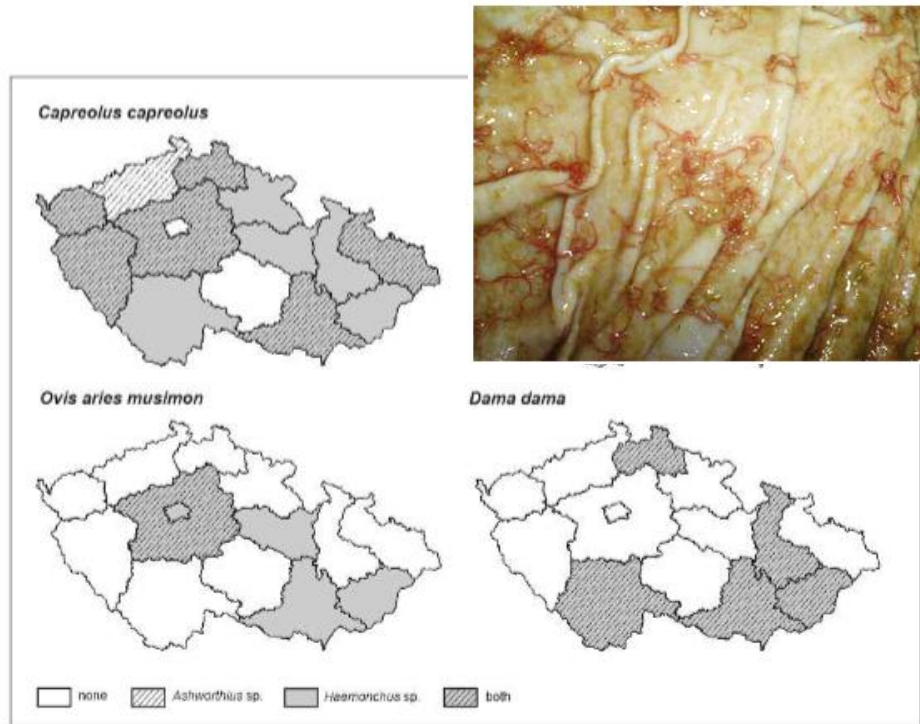 Capreolus capreolus
Ovis aries musimon
Dama dama
none
Ashworthius sp.
Haemonchus sp.
both